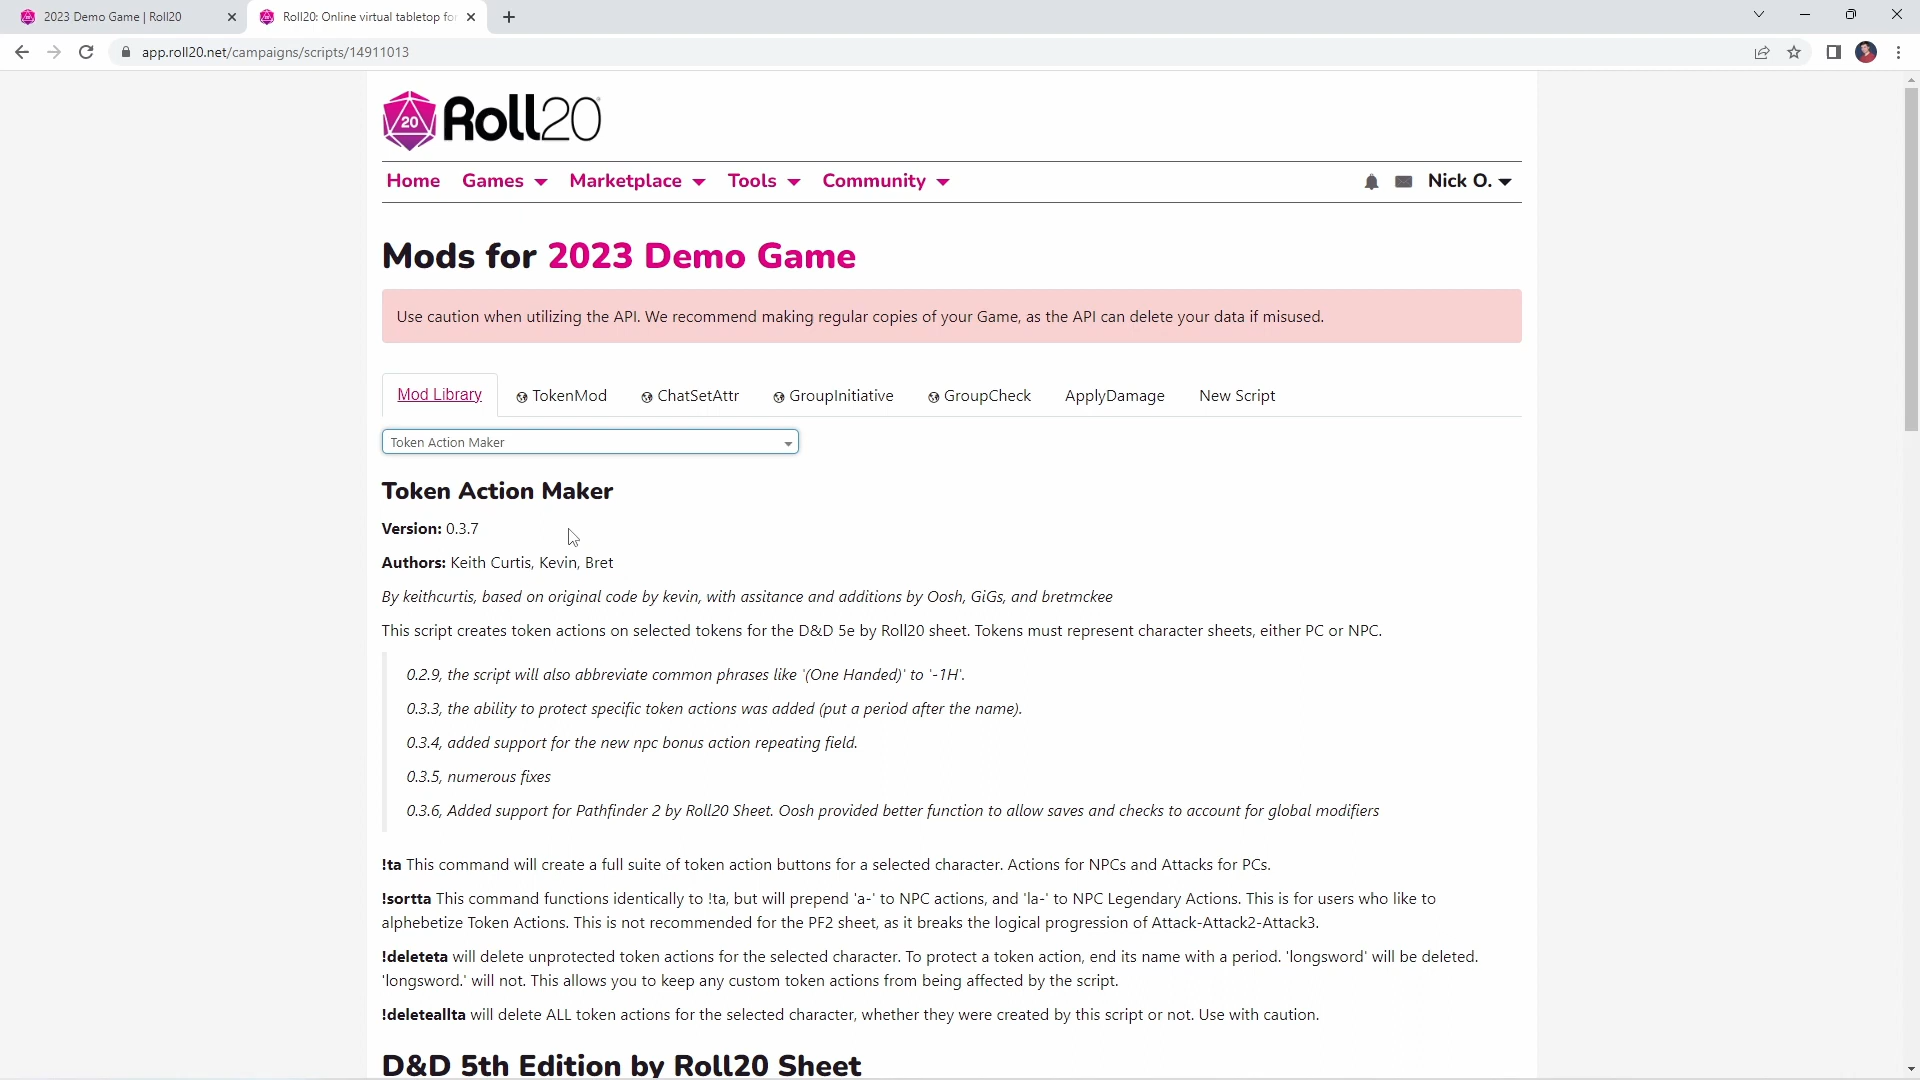 2023 Demo Game | Roll20
Roll20: Online virtual tabletop for
app.roll20.net/campaigns/scripts/14911013
20 Roll20
Home Games Marketplace Tools Community Nick O.
Mods for 2023 Demo Game
Use caution when utilizing the API. We recommend making regular copies of your Game, as the API can delete your data if misused.
Mod Library TokenMod ChatSetAttr GroupInitiative GroupCheck ApplyDamage New Script
Token Action Maker
Token Action Maker
Version: 0.3.7
Authors: Keith Curtis, Kevin, Bret
By keithcurtis, based on original code by kevin, with assitance and additions by Oosh, GiGs, and bretmckee
This script creates token actions on selected tokens for the D&D 5e by Roll20 sheet. Tokens must represent character sheets, either PC or NPC.
0.2.9, the script will also abbreviate common phrases like '(One Handed)' to '-1H'.
0.3.3, the ability to protect specific token actions was added (put a period after the name).
0.3.4, added support for the new npc bonus action repeating field.
0.3.5, numerous fixes
0.3.6, Added support for Pathfinder 2 by Roll20 Sheet. Oosh provided better function to allow saves and checks to account for global modifiers
!ta This command will create a full suite of token action buttons for a selected character. Actions for NPCs and Attacks for PCs.
!sortta This command functions identically to !ta, but will prepend 'a-' to NPC actions, and 'la-' to NPC Legendary Actions. This is for users who like to
alphebetize Token Actions. This is not recommended for the PF2 sheet, as it breaks the logical progression of Attack-Attack2-Attack3.
!deleteta will delete unprotected token actions for the selected character. To protect a token action, end its name with a period. 'longsword' will be deleted.
'longsword.' will not. This allows you to keep any custom token actions from being affected by the script.
!deleteallta will delete ALL token actions for the selected character, whether they were created by this script or not. Use with caution.
D&D 5th Edition by Roll20 Sheet